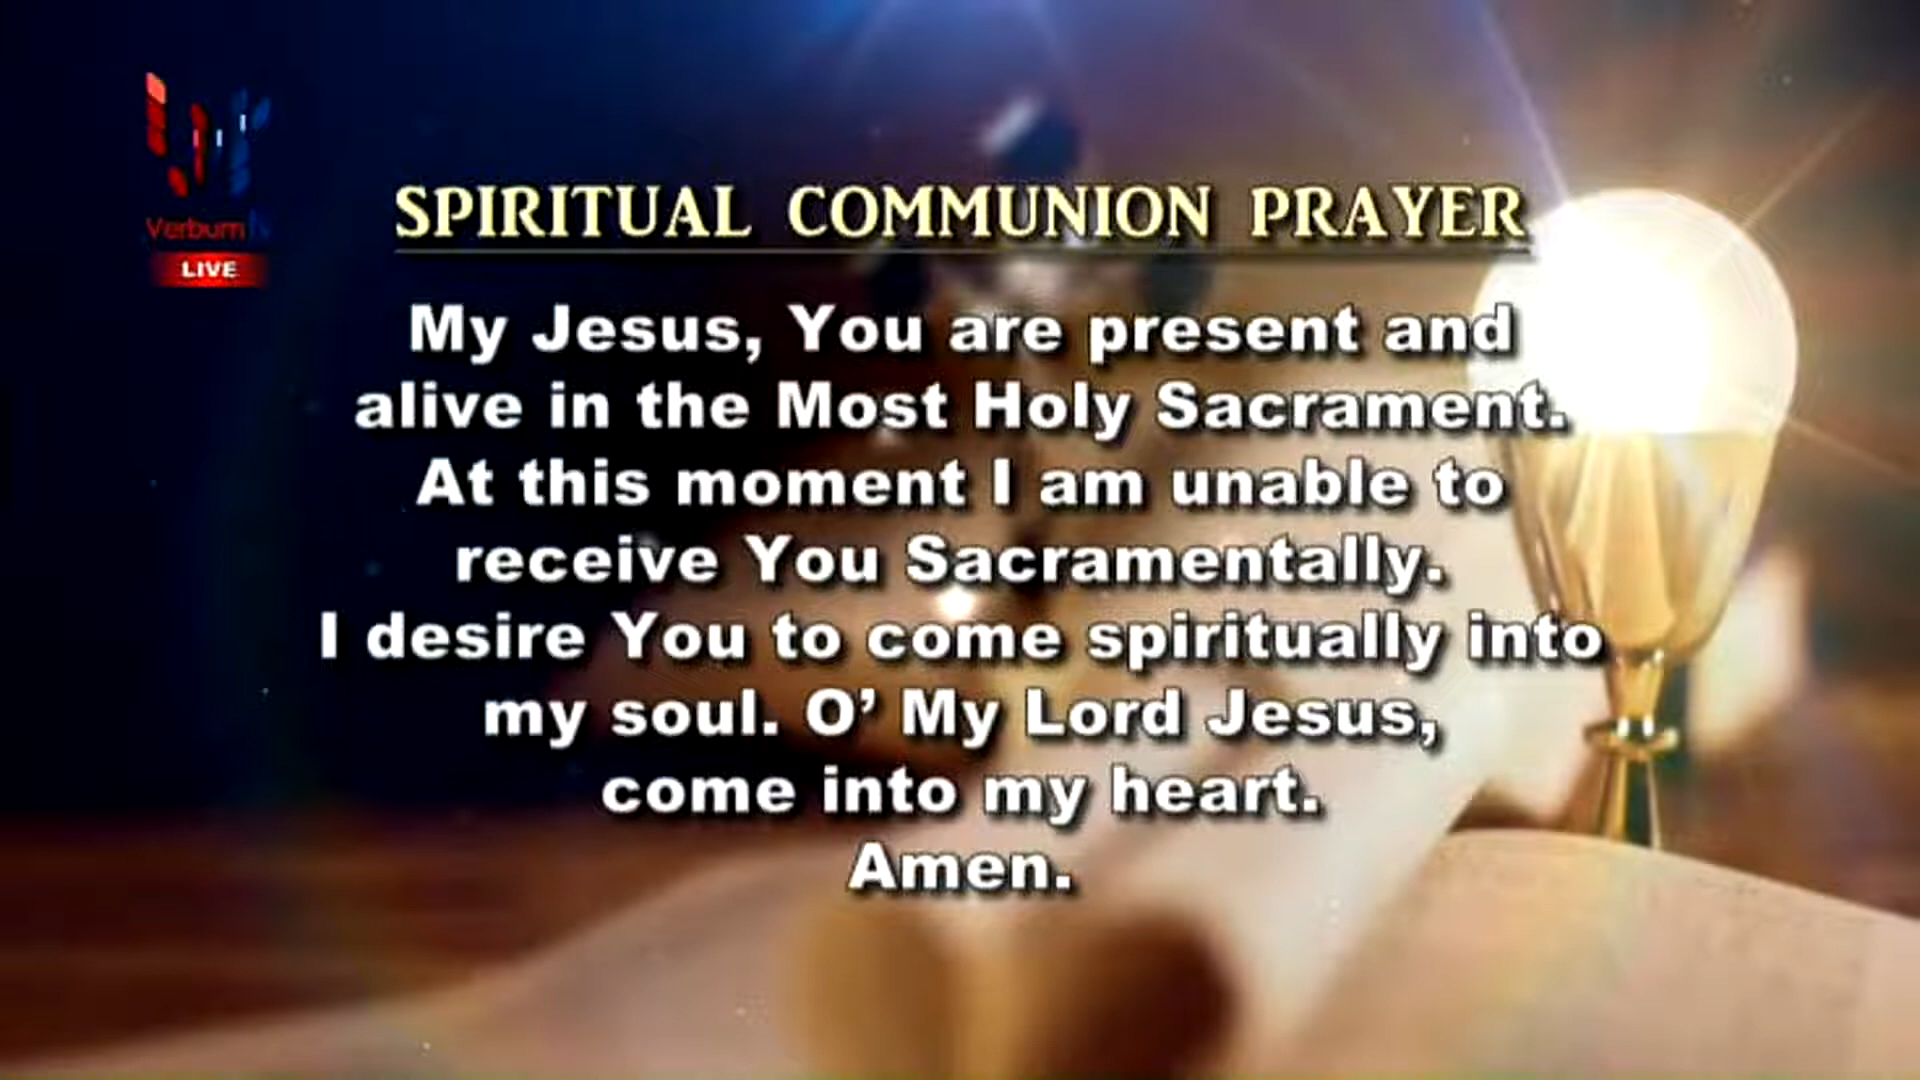 Verbum tv
LIVE
SPIRITUAL COMMUNION PRAYER
My Jesus, You are present and
alive in the Most Holy Sacrament.
At this moment I am unable to
receive You Sacramentally.
I desire You to come spiritually into
my soul. O’ My Lord Jesus,
come into my heart.
Amen.